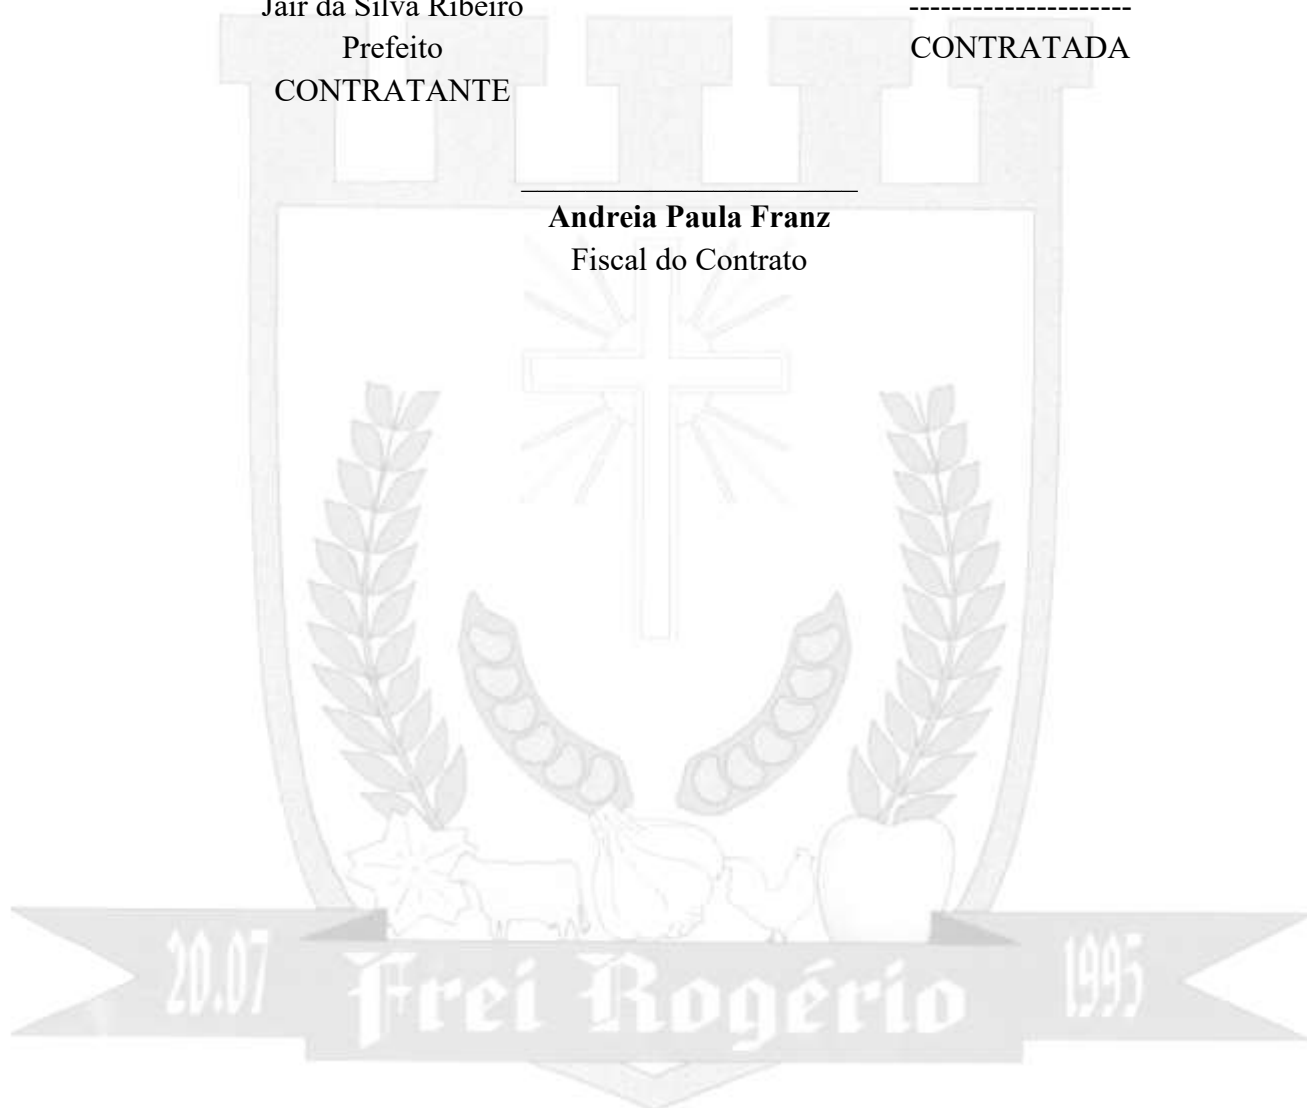 Jair da Silva Ribeiro
Prefeito
CONTRATANTE
---------------------
CONTRATADA
Andreia Paula Franz
Fiscal do Contrato
20.07
Frei Rogério
1995